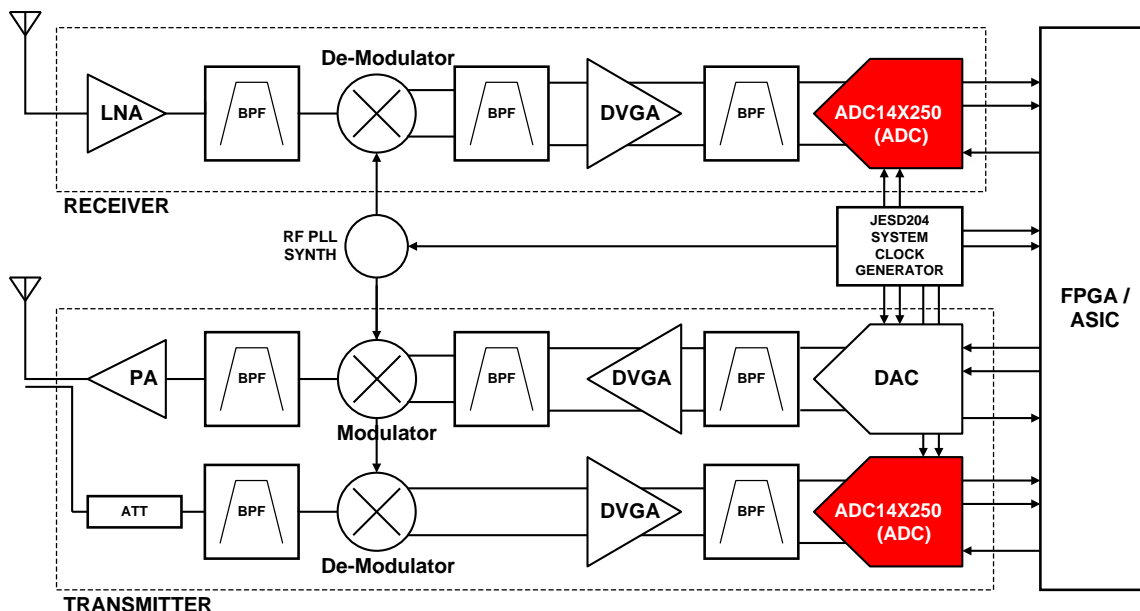 De-Modulator
LNA
BPF
BPF
DVGA
BPF
ADC14X250
(ADC)
RECEIVER
RF PLL
SYNTH
JESD204
SYSTEM
CLOCK
GENERATOR
FPGA /
ASIC
PA
BPF
BPF
DVGA
BPF
DAC
Modulator
ATT
BPF
DVGA
BPF
ADC14X250
(ADC)
De-Modulator
TRANSMITTER